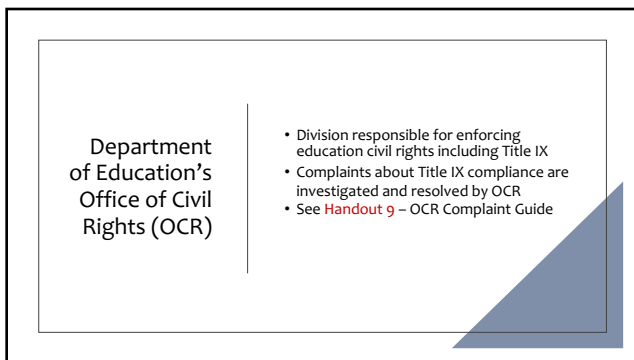 Department
of Education’s
Office of Civil
Rights (OCR)
• Division responsible for enforcing
education civil rights including Title IX
• Complaints about Title IX compliance are
investigated and resolved by OCR
• See Handout 9 – OCR Complaint Guide